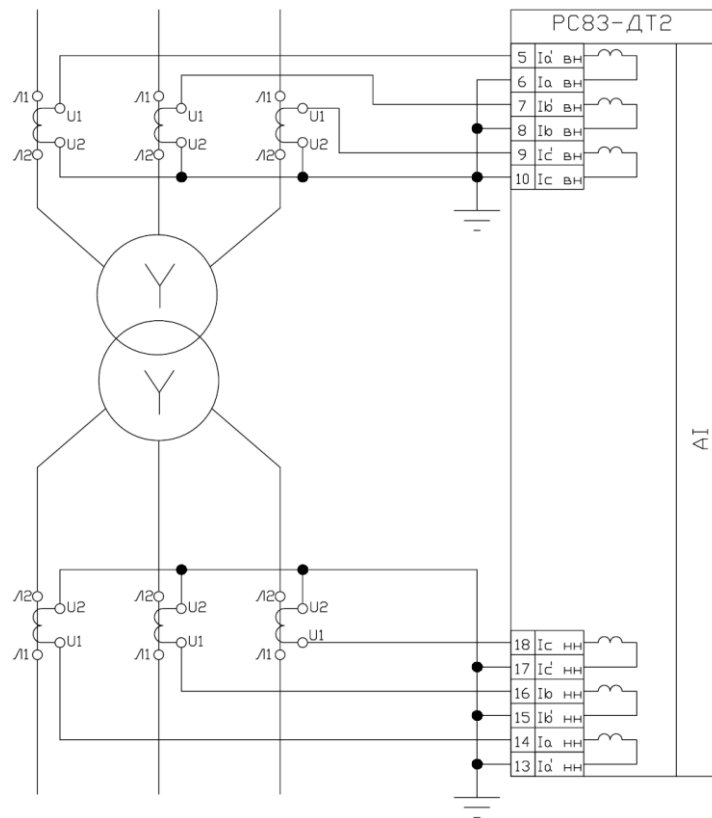 РС83-ДТ2
5 Ia' вн
6 Ia вн
7 Ib' вн
8 Ib вн
9 Ic' вн
10 Ic вн
Л1 U1 Л1 U1 Л1 U1
U2 U2 U2
Л2 Л2 Л2
Y
Y
AI
Л2 U2 Л2 U2 Л2 U2
U1 U1 U1
Л1 Л1 Л1
18 Ic нн
17 Ic' нн
16 Ib нн
15 Ib' нн
14 Ia нн
13 Ia' нн